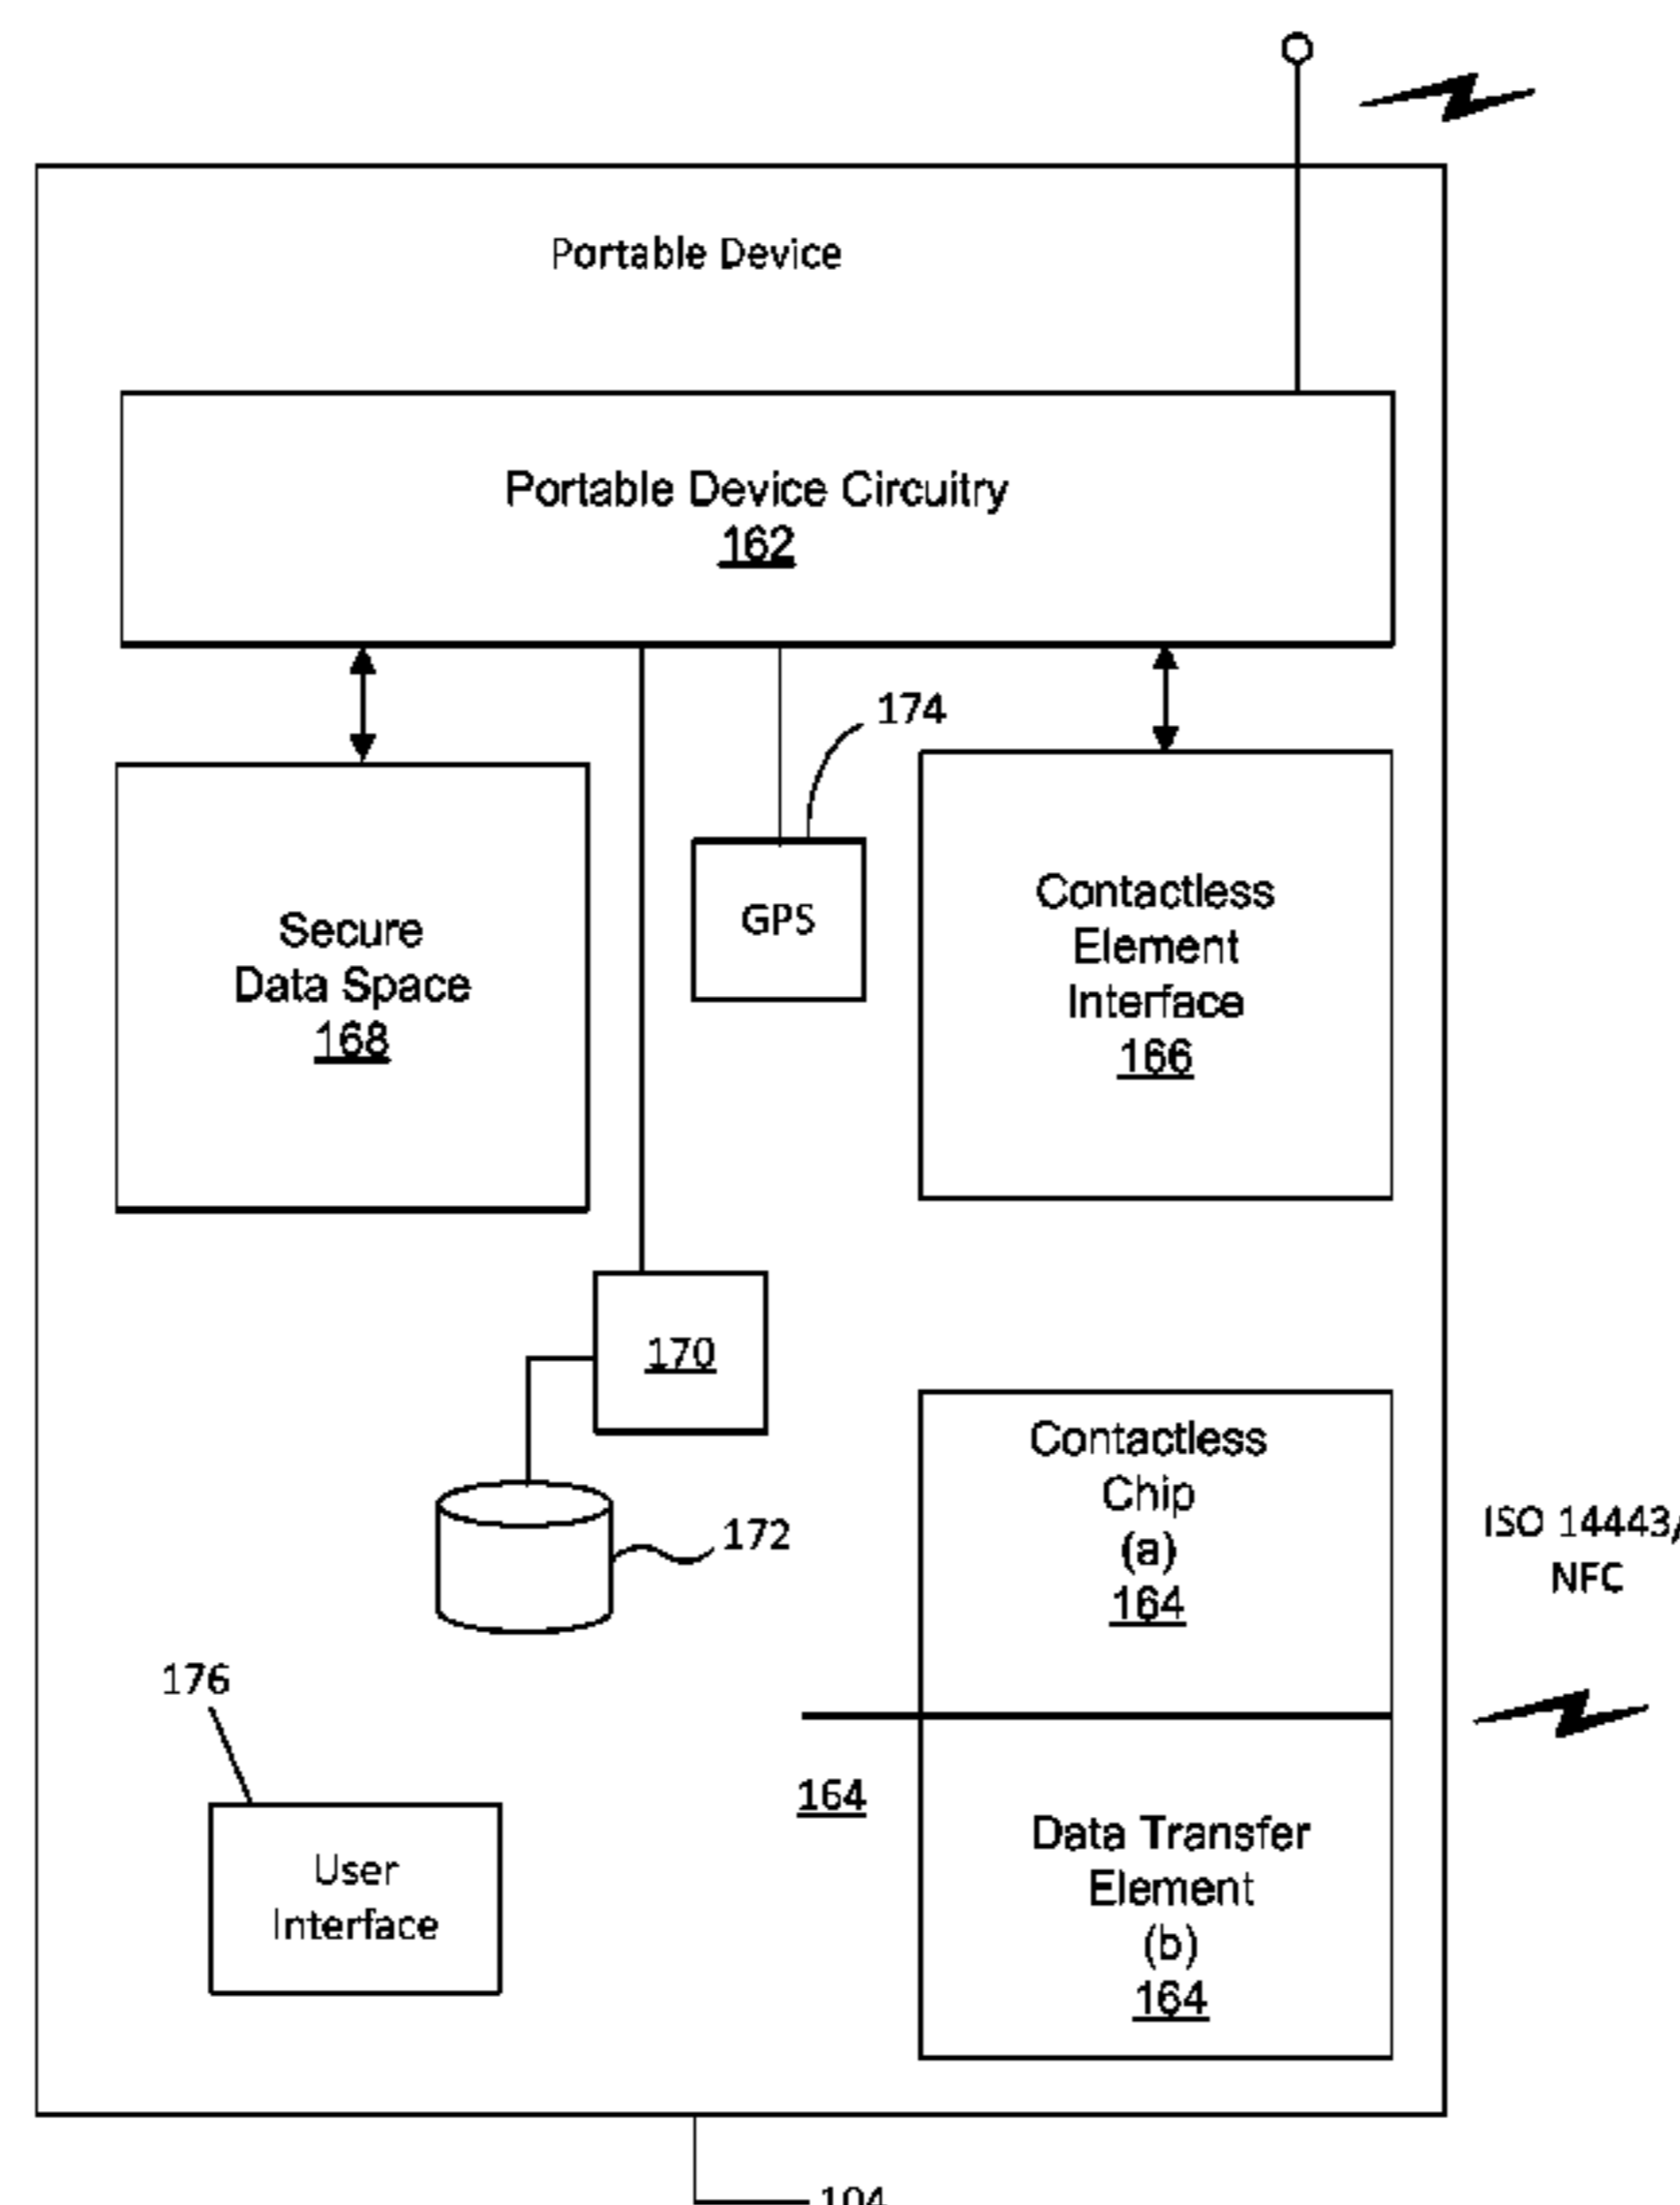 Portable Device
Portable Device Circuitry
162
174
GPS
Secure
Data Space
168
Contactless
Element
Interface
166
170
172
Contactless
Chip
(a)
164
ISO 14443/
NFC
176
User
Interface
164
Data Transfer
Element
(b)
164
104